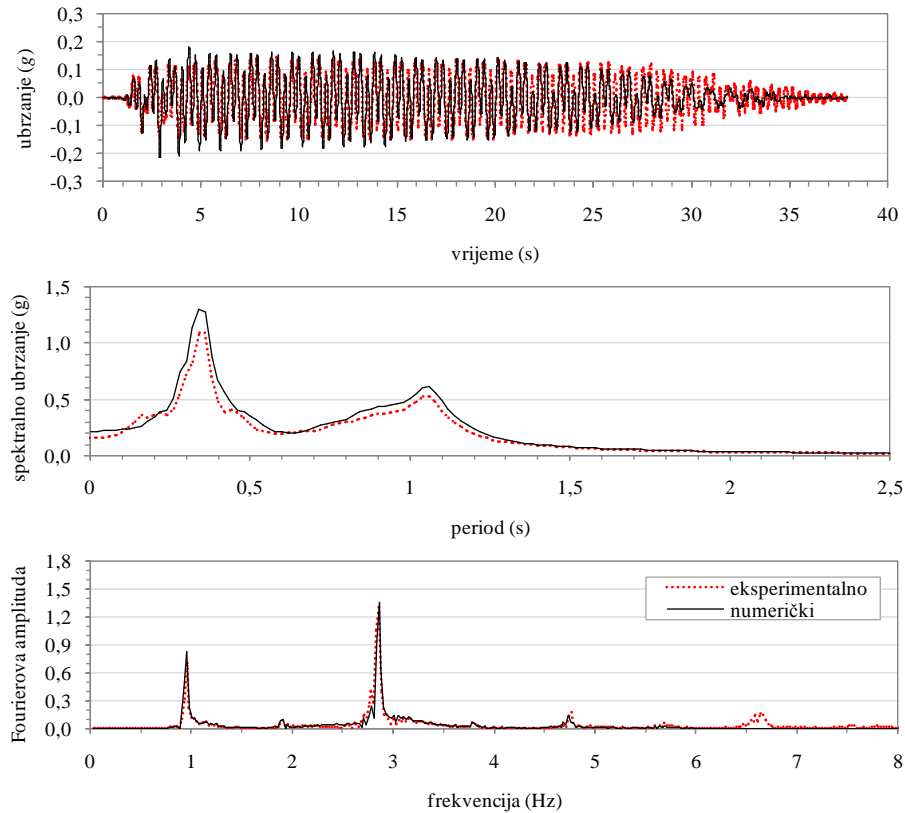 ubrzanje (g)
0,3
0,2
0,1
0,0
-0,1
-0,2
-0,3
0 5 10 15 20 25 30 35 40
vrijeme (s)
spektralno ubrzanje (g)
1,5
1,0
0,5
0,0
0 0,5 1 1,5 2 2,5
period (s)
Fourierova amplituda
1,8
1,5
1,2
0,9
0,6
0,3
0,0
eksperimentalno
numerički
0 1 2 3 4 5 6 7 8
frekvencija (Hz)